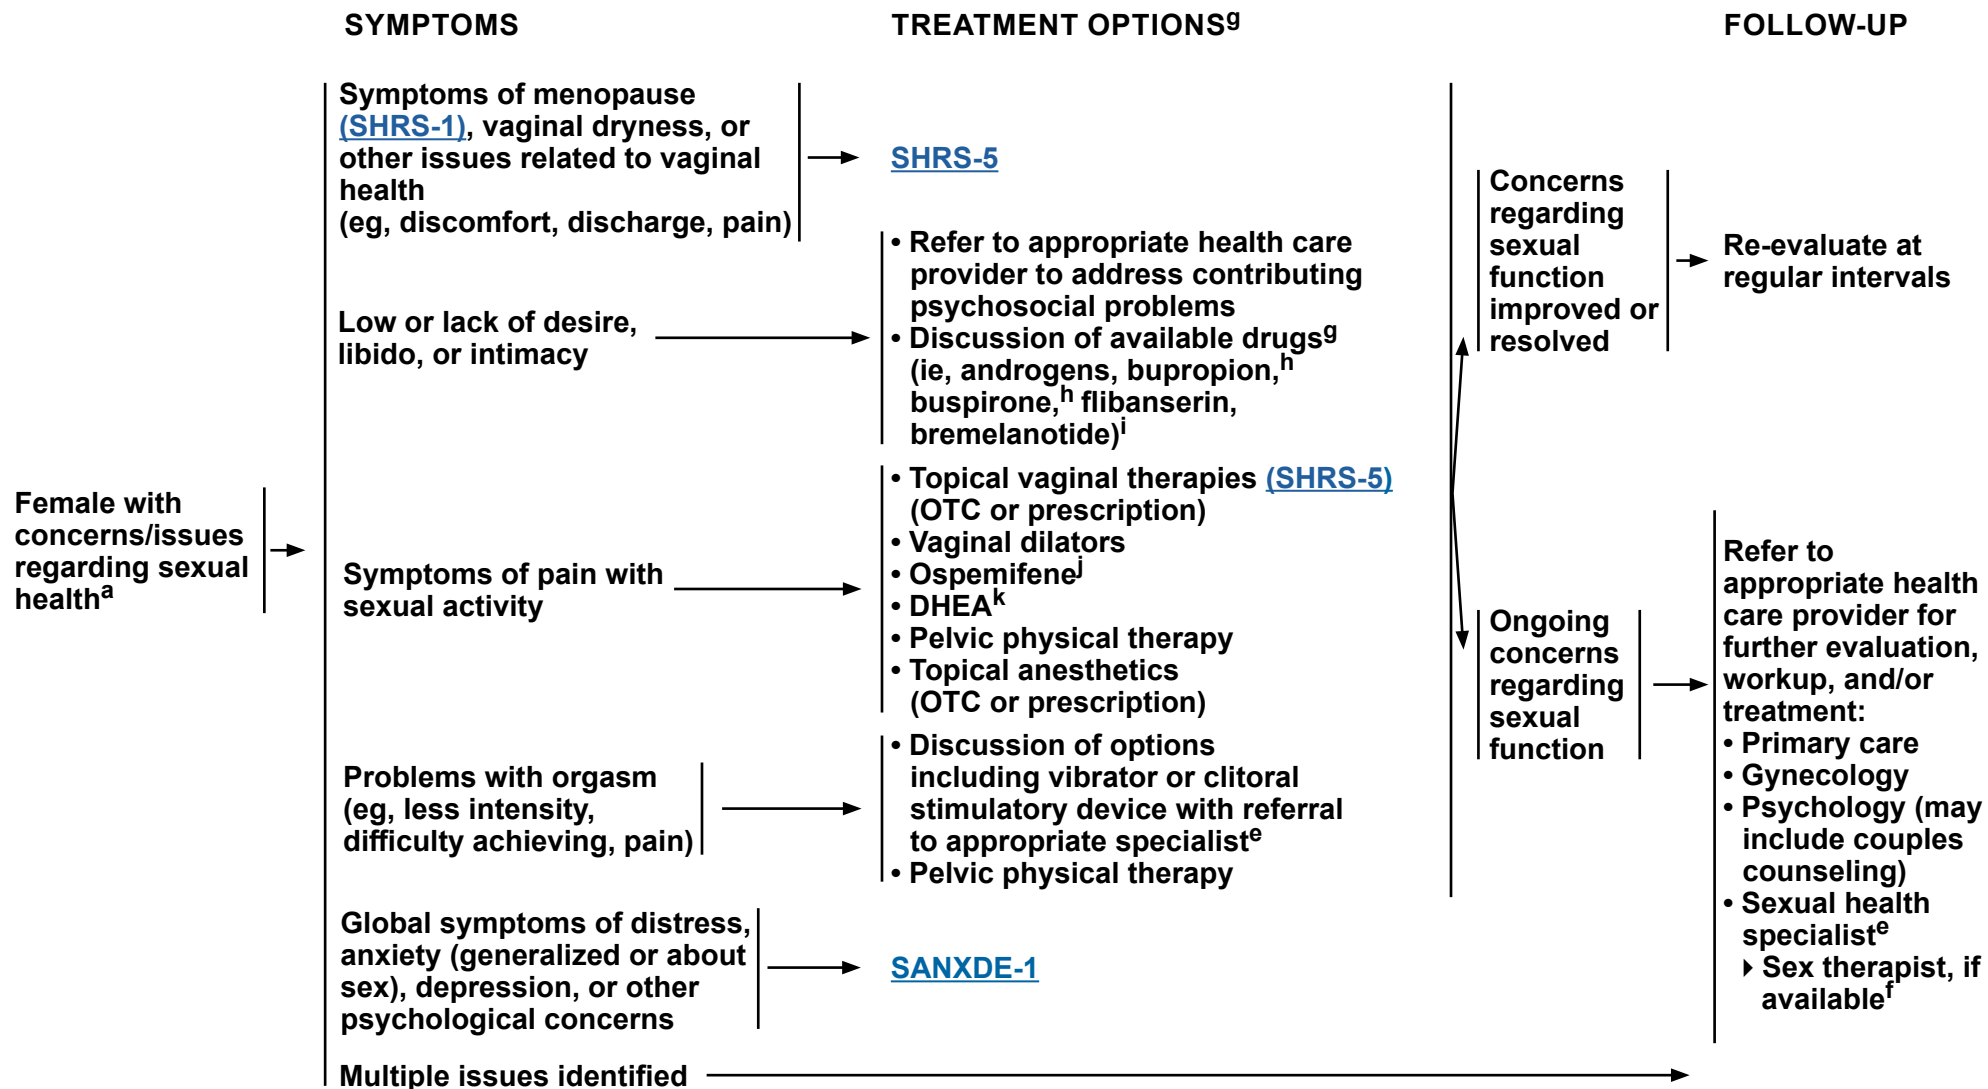 SYMPTOMS
TREATMENT OPTIONSg
FOLLOW-UP
Female with
concerns/issues
regarding sexual
healtha
Symptoms of menopause
(SHRS-1), vaginal dryness, or
other issues related to vaginal
health
(eg, discomfort, discharge, pain)
SHRS-5
Low or lack of desire,
libido, or intimacy
• Refer to appropriate health care
provider to address contributing
psychosocial problems
• Discussion of available drugsg
(ie, androgens, bupropion,h
buspirone,h flibanserin,
bremelanotide)i
Symptoms of pain with
sexual activity
• Topical vaginal therapies (SHRS-5)
(OTC or prescription)
• Vaginal dilators
• Ospemifenej
• DHEAk
• Pelvic physical therapy
• Topical anesthetics
(OTC or prescription)
Problems with orgasm
(eg, less intensity,
difficulty achieving, pain)
• Discussion of options
including vibrator or clitoral
stimulatory device with referral
to appropriate specialiste
• Pelvic physical therapy
Global symptoms of distress,
anxiety (generalized or about
sex), depression, or other
psychological concerns
SANXDE-1
Multiple issues identified
Concerns
regarding
sexual
function
improved or
resolved
Re-evaluate at
regular intervals
Ongoing
concerns
regarding
sexual
function
Refer to
appropriate health
care provider for
further evaluation,
workup, and/or
treatment:
• Primary care
• Gynecology
• Psychology (may
include couples
counseling)
• Sexual health
specialiste
▸ Sex therapist, if
availablef